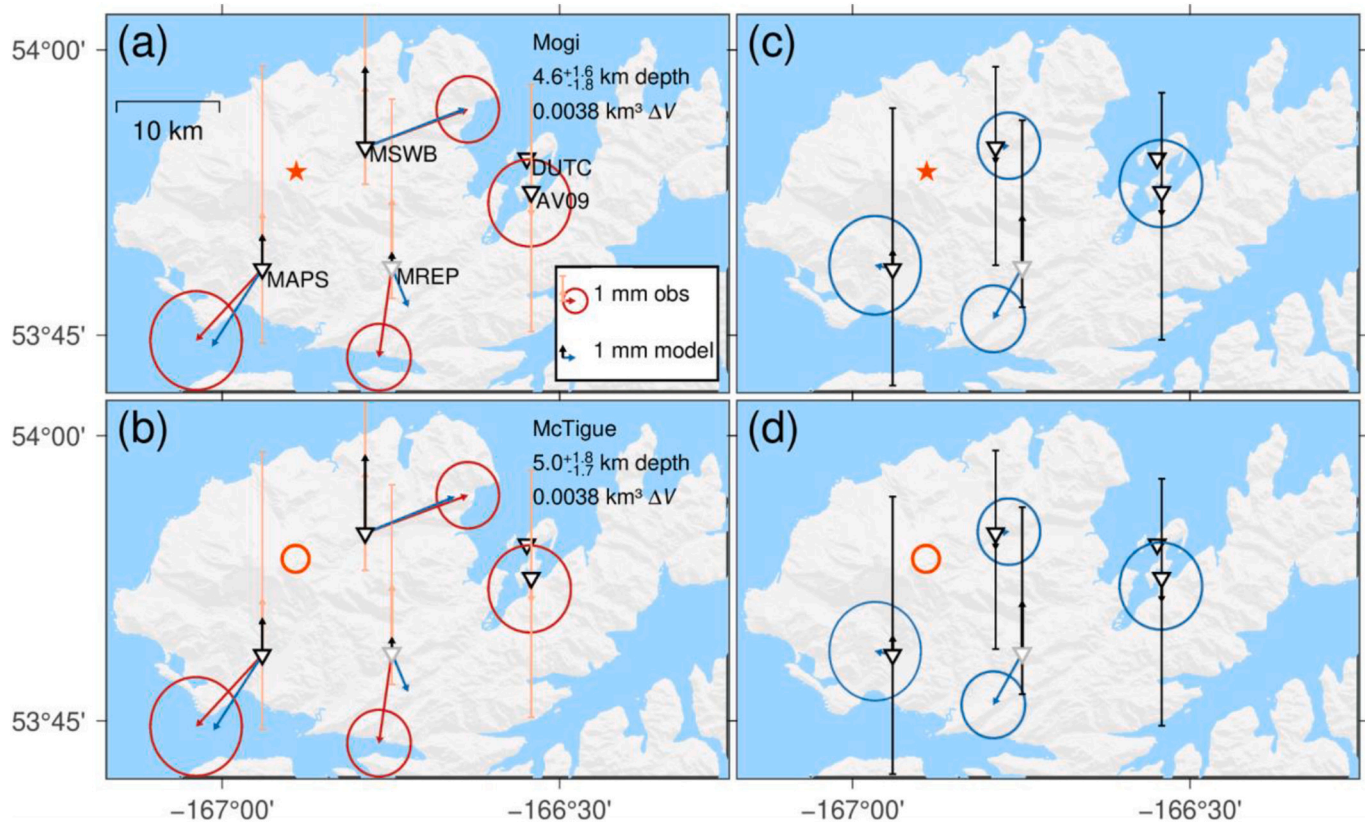 (a)
Mogi
4.6+1.6-1.8 km depth
0.0038 km³ ΔV
10 km
MSWB
DUTC
AV09
MAPS
MREP
1 mm obs
1 mm model
54°00'
53°45'
(c)
(b)
McTigue
5.0+1.8-1.7 km depth
0.0038 km³ ΔV
54°00'
53°45'
−167°00'
−166°30'
(d)
−167°00'
−166°30'